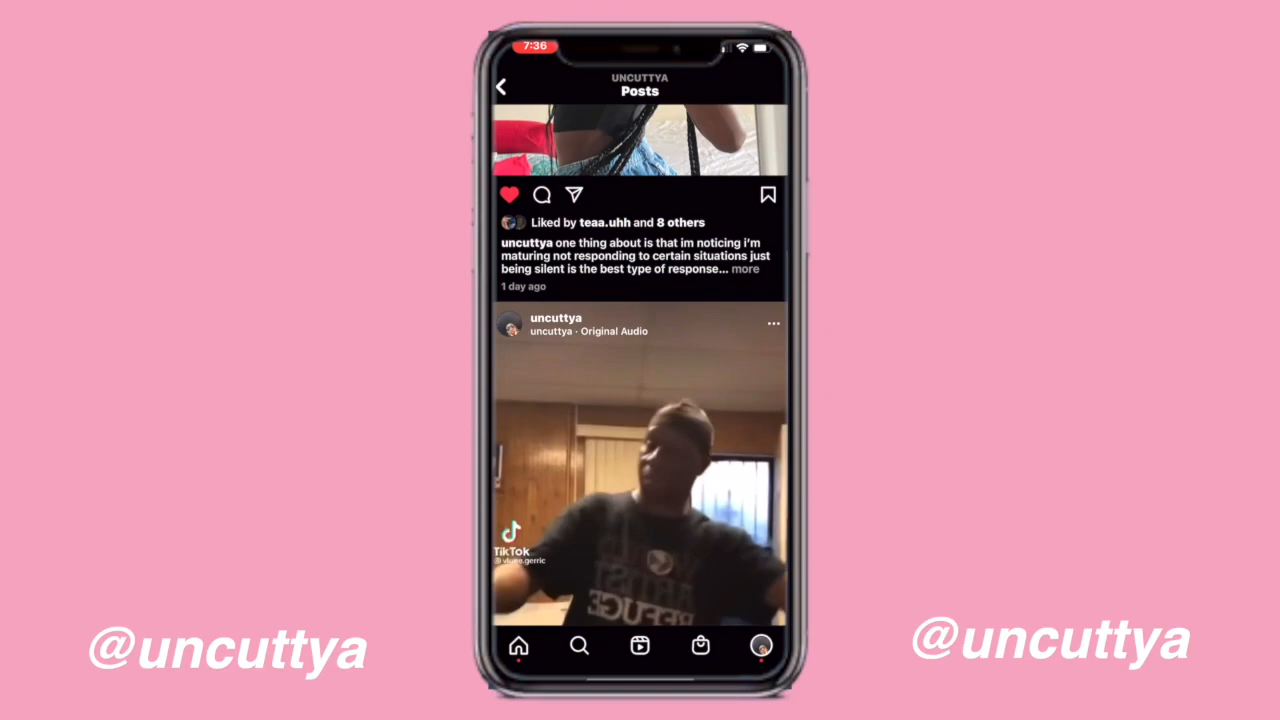 7:36
UNCUTTYA
Posts
Liked by teaa.uhh and 8 others
uncuttya one thing about is that im noticing i'm
maturing not responding to certain situations just
being silent is the best type of response... more
1 day ago
uncuttya
uncuttya · Original Audio
TikTok
ARTIST
REFUGE
@uncuttya
@uncuttya